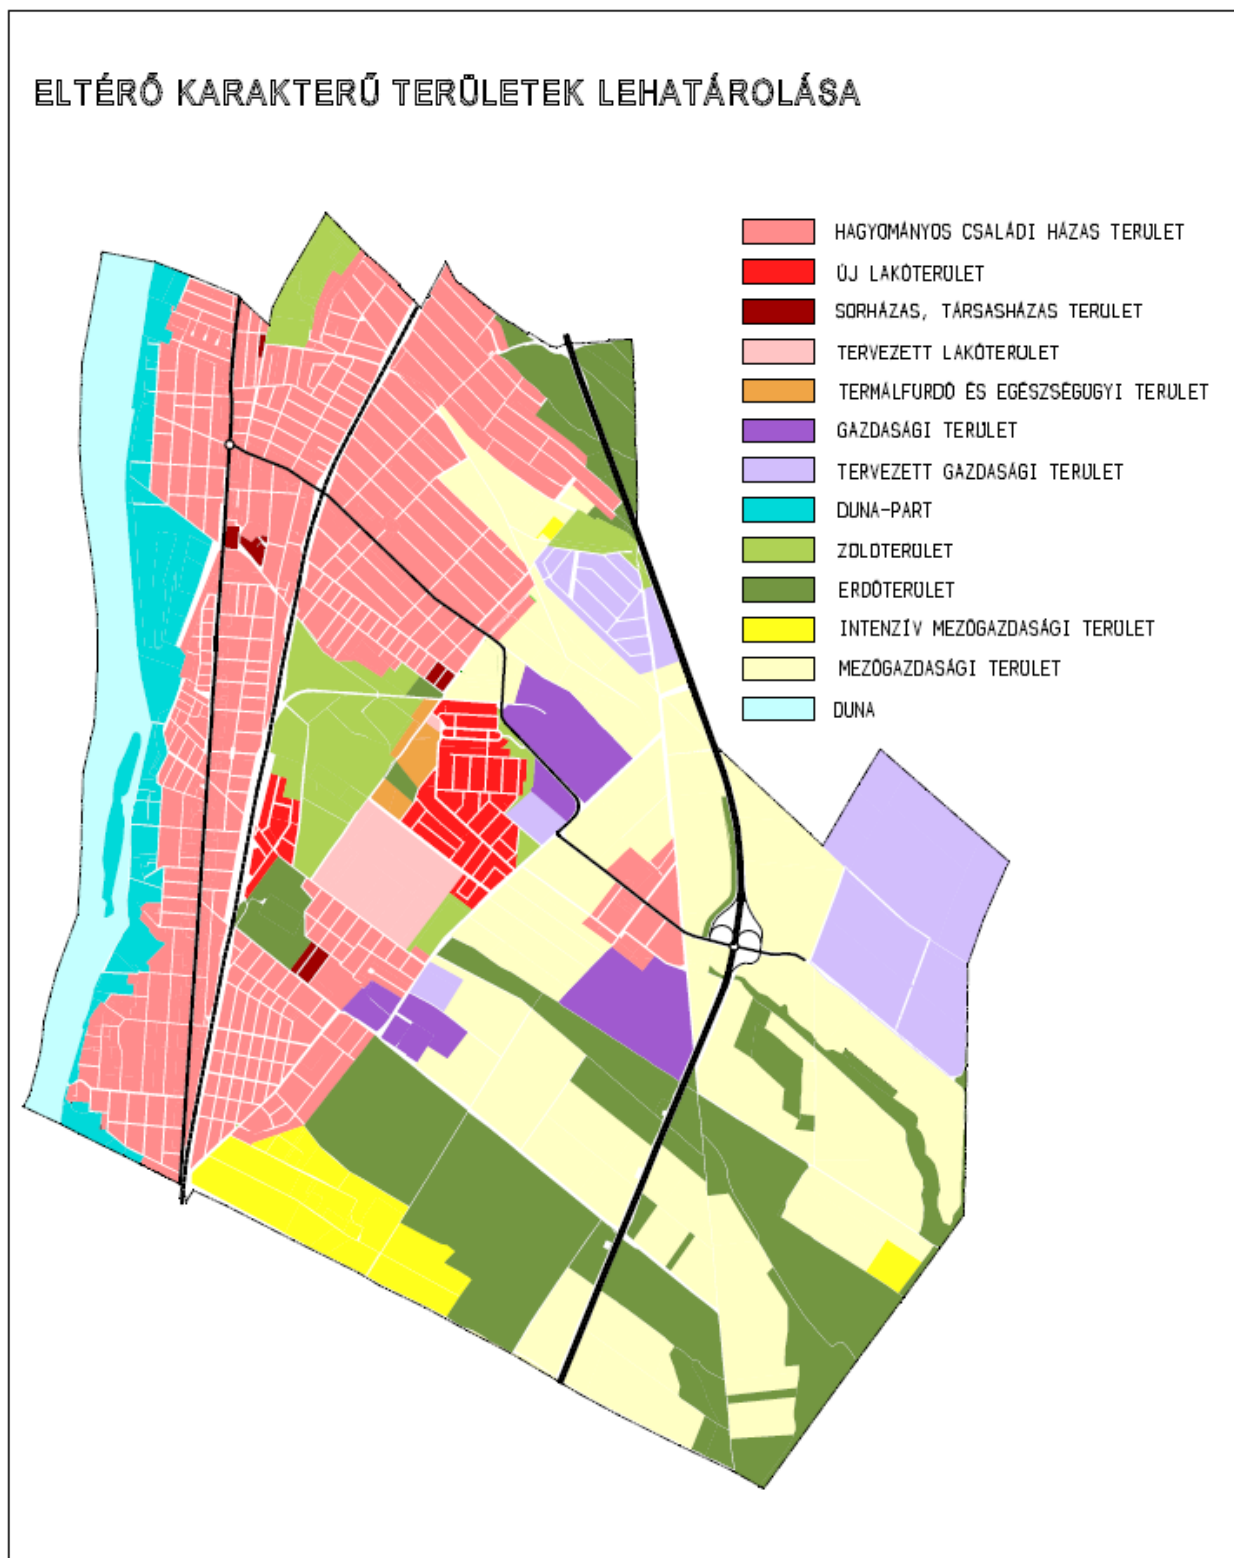 ELTÉRŐ KARAKTERŰ TERÜLETEK LEHATÁROLÁSA
HAGYOMÁNYOS CSALÁDI HÁZAS TERÜLET
ÚJ LAKÓTERÜLET
SORHÁZAS, TÁRSASHÁZAS TERÜLET
TERVEZETT LAKÓTERÜLET
TERMÁLFÜRDŐ ÉS EGÉSZSÉGÜGYI TERÜLET
GAZDASÁGI TERÜLET
TERVEZETT GAZDASÁGI TERÜLET
DUNA-PART
ZÖLDTERÜLET
ERDŐTERÜLET
INTENZÍV MEZŐGAZDASÁGI TERÜLET
MEZŐGAZDASÁGI TERÜLET
DUNA